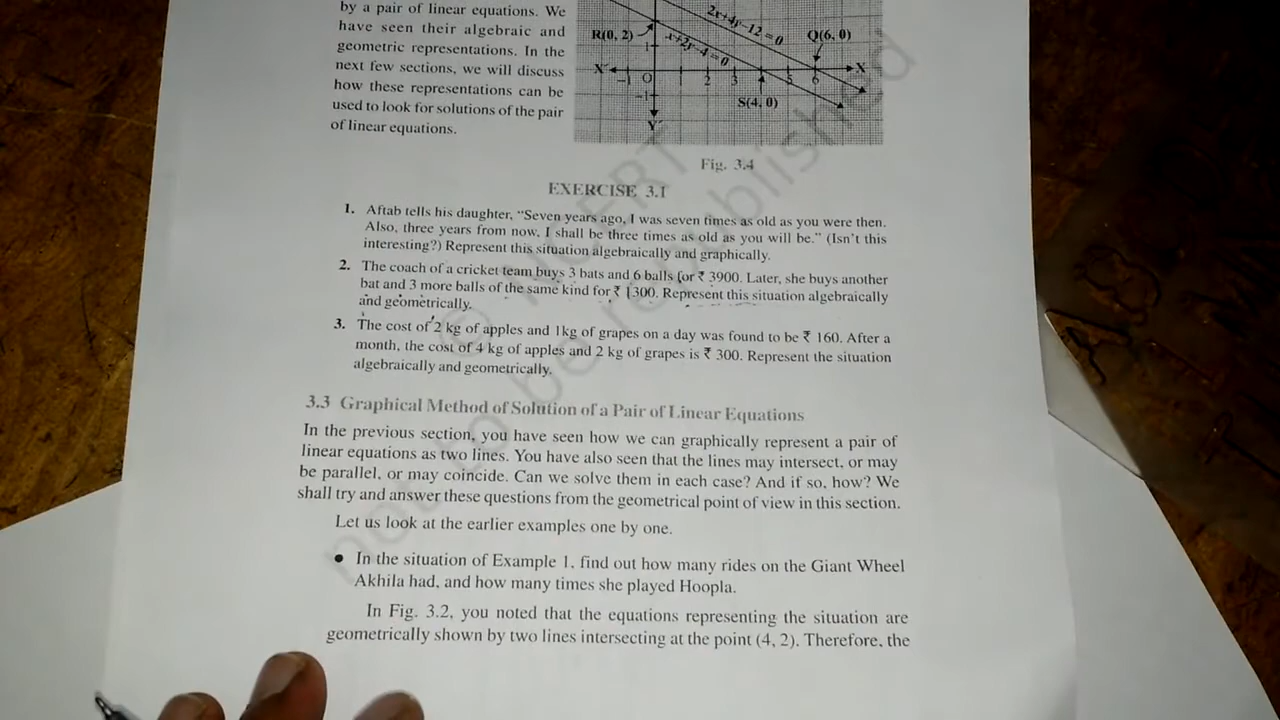 by a pair of linear equations. We
have seen their algebraic and
geometric representations. In the
next few sections, we will discuss
how these representations can be
used to look for solutions of the pair
of linear equations.
2x+4y-12=0
R(0, 2)
x+2y-4=0
Q(6, 0)
1
X´
-1
O
2
3
5
6
X
-1
S(4, 0)
Y´
Fig. 3.4
© NCERT
not to be republished
EXERCISE 3.1
1. Aftab tells his daughter, “Seven years ago, I was seven times as old as you were then.
Also, three years from now, I shall be three times as old as you will be.” (Isn’t this
interesting?) Represent this situation algebraically and graphically.
2. The coach of a cricket team buys 3 bats and 6 balls for ₹ 3900. Later, she buys another
bat and 3 more balls of the same kind for ₹ 1300. Represent this situation algebraically
and geometrically.
3. The cost of 2 kg of apples and 1kg of grapes on a day was found to be ₹ 160. After a
month, the cost of 4 kg of apples and 2 kg of grapes is ₹ 300. Represent the situation
algebraically and geometrically.
3.3 Graphical Method of Solution of a Pair of Linear Equations
In the previous section, you have seen how we can graphically represent a pair of
linear equations as two lines. You have also seen that the lines may intersect, or may
be parallel, or may coincide. Can we solve them in each case? And if so, how? We
shall try and answer these questions from the geometrical point of view in this section.
Let us look at the earlier examples one by one.
● In the situation of Example 1, find out how many rides on the Giant Wheel
Akhila had, and how many times she played Hoopla.
In Fig. 3.2, you noted that the equations representing the situation are
geometrically shown by two lines intersecting at the point (4, 2). Therefore, the